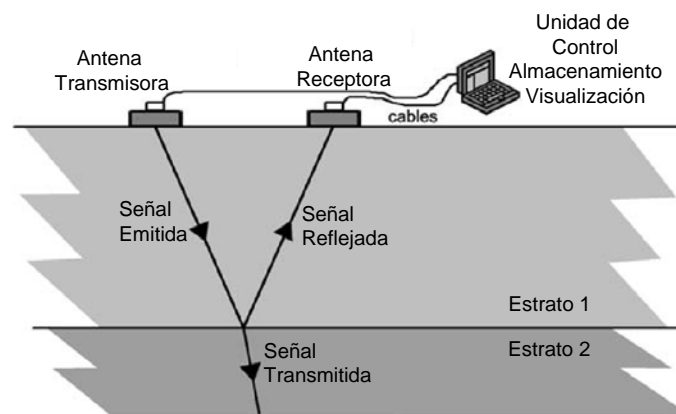 Antena
Transmisora
Antena
Receptora
Unidad de
Control
Almacenamiento
Visualización
cables
Señal
Emitida
Señal
Reflejada
Estrato 1
Estrato 2
Señal
Transmitida